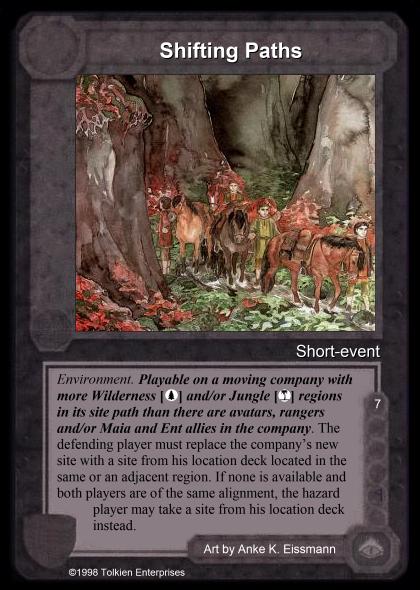 Shifting Paths
Short-event
Environment. Playable on a moving company with
more Wilderness [] and/or Jungle [] regions
in its site path than there are avatars, rangers
and/or Maia and Ent allies in the company. The
defending player must replace the company's new
site with a site from his location deck located in the
same or an adjacent region. If none is available and
both players are of the same alignment, the hazard
player may take a site from his location deck
instead.
7
Art by Anke K. Eissmann
©1998 Tolkien Enterprises